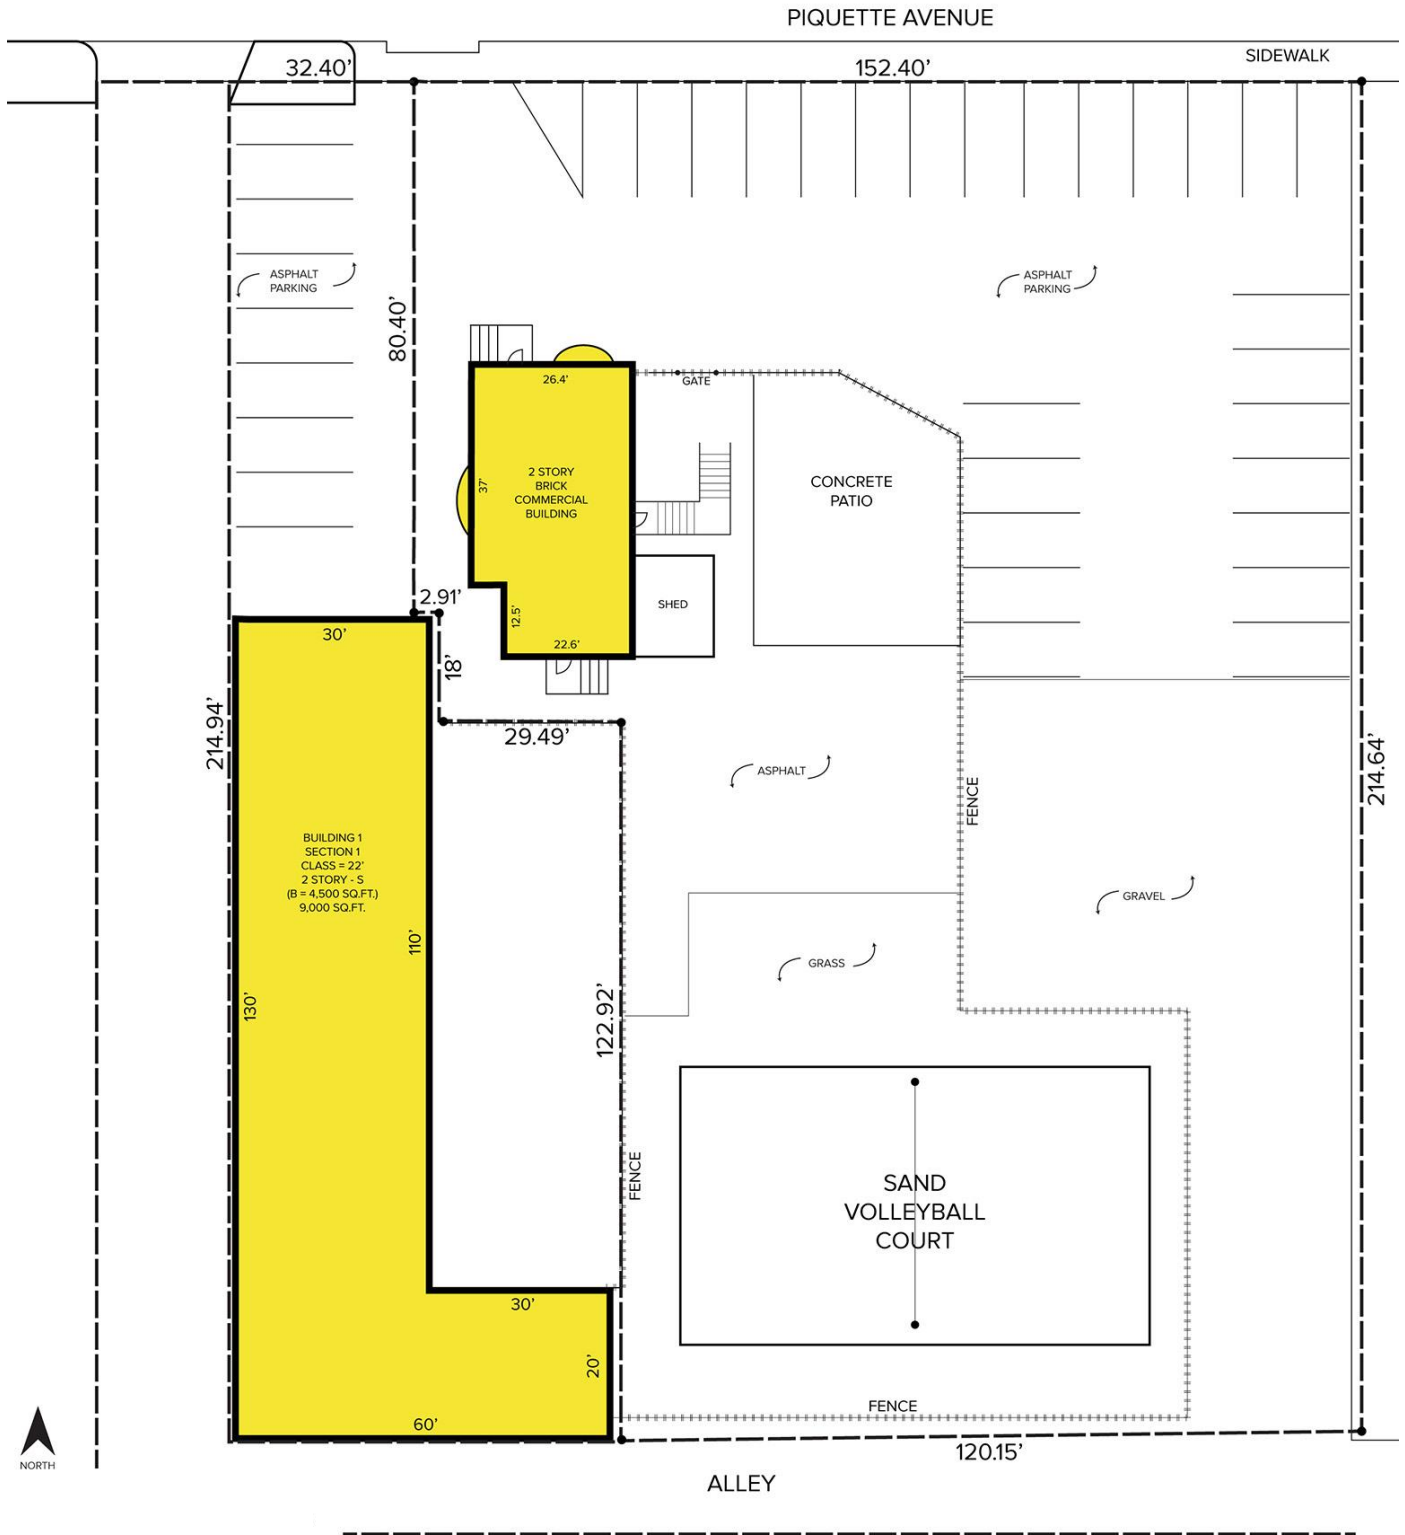 PIQUETTE AVENUE
SIDEWALK
32.40'
152.40'
ASPHALT
PARKING
ASPHALT
PARKING
80.40'
26.4'
GATE
37'
2 STORY
BRICK
COMMERCIAL
BUILDING
CONCRETE
PATIO
2.91'
12.5'
SHED
30'
22.6'
18'
214.94'
29.49'
214.64'
ASPHALT
FENCE
BUILDING 1
SECTION 1
CLASS = 22'
2 STORY - S
(B = 4,500 SQ.FT.)
9,000 SQ.FT.
GRAVEL
110'
GRASS
130'
122.92'
FENCE
SAND
VOLLEYBALL
COURT
30'
20'
FENCE
60'
120.15'
NORTH
ALLEY